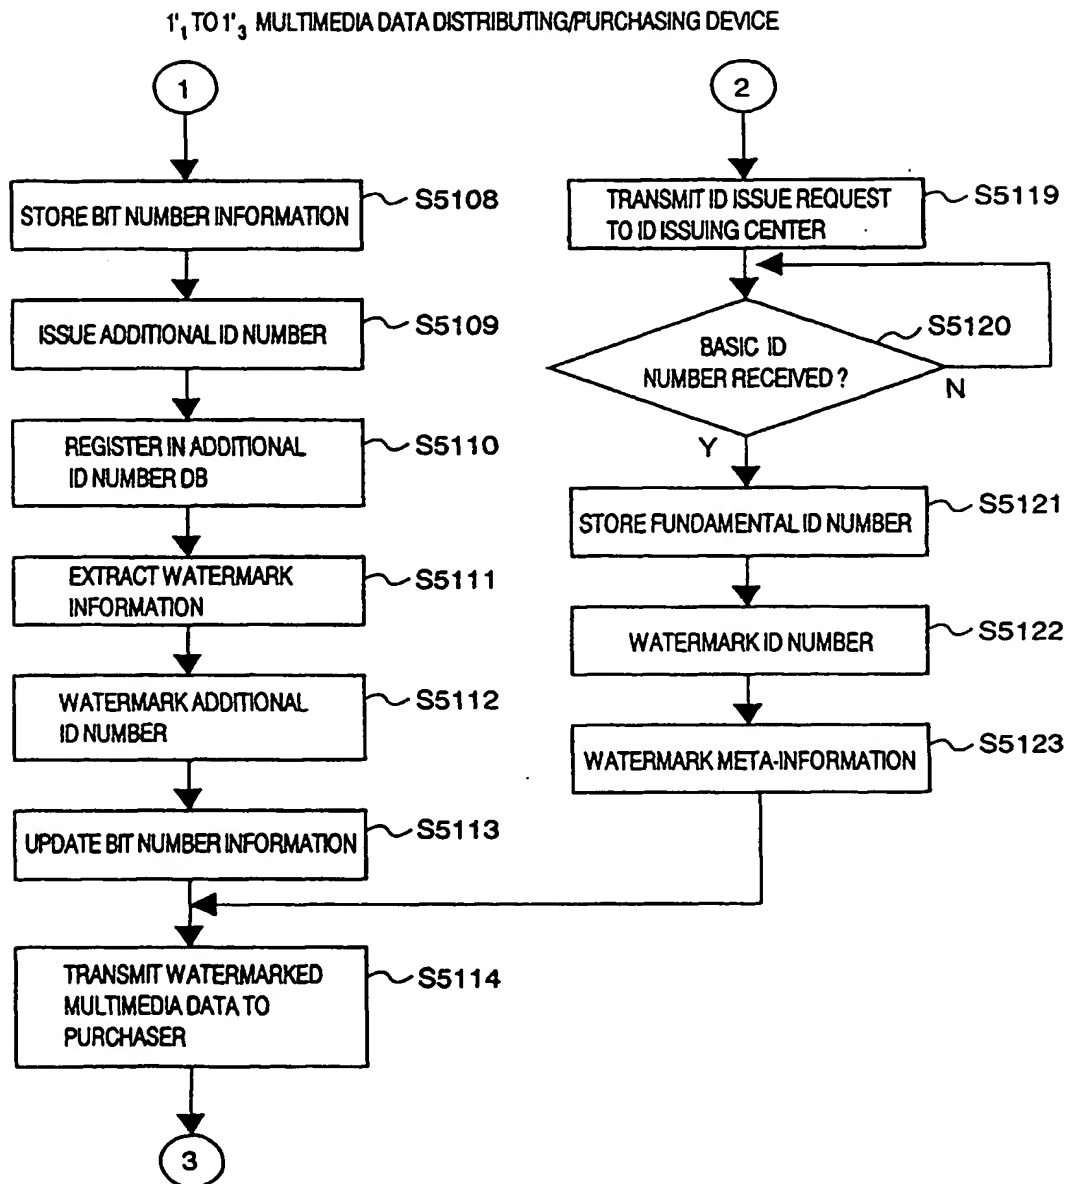 1'₁ TO 1'₃ MULTIMEDIA DATA DISTRIBUTING/PURCHASING DEVICE
1
STORE BIT NUMBER INFORMATION
S5108
ISSUE ADDITIONAL ID NUMBER
S5109
REGISTER IN ADDITIONAL
ID NUMBER DB
S5110
EXTRACT WATERMARK
INFORMATION
S5111
WATERMARK ADDITIONAL
ID NUMBER
S5112
UPDATE BIT NUMBER INFORMATION
S5113
TRANSMIT WATERMARKED
MULTIMEDIA DATA TO
PURCHASER
S5114
3
2
TRANSMIT ID ISSUE REQUEST
TO ID ISSUING CENTER
S5119
BASIC ID
NUMBER RECEIVED ?
S5120
N
Y
STORE FUNDAMENTAL ID NUMBER
S5121
WATERMARK ID NUMBER
S5122
WATERMARK META-INFORMATION
S5123